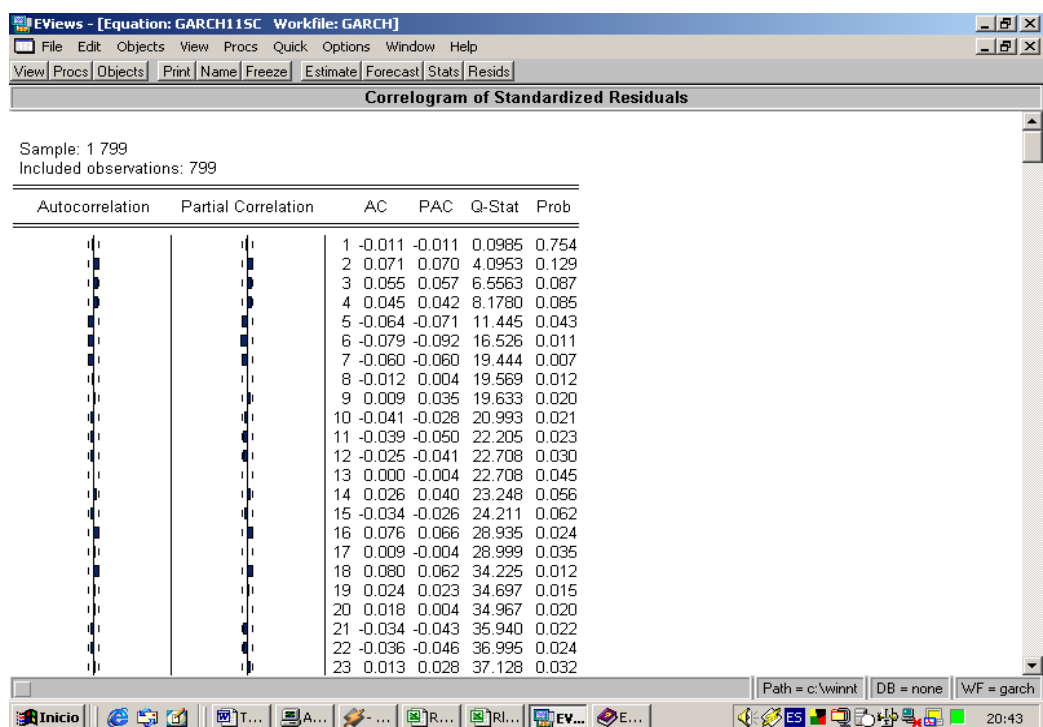 EViews - [Equation: GARCH11SC Workfile: GARCH]
File Edit Objects View Procs Quick Options Window Help
View Procs Objects Print Name Freeze Estimate Forecast Stats Resids
Correlogram of Standardized Residuals
Sample: 1 799
Included observations: 799
Autocorrelation Partial Correlation AC PAC Q-Stat Prob
1 -0.011 -0.011 0.0985 0.754
2 0.071 0.070 4.0953 0.129
3 0.055 0.057 6.5563 0.087
4 0.045 0.042 8.1780 0.085
5 -0.064 -0.071 11.445 0.043
6 -0.079 -0.092 16.526 0.011
7 -0.060 -0.060 19.444 0.007
8 -0.012 0.004 19.569 0.012
9 0.009 0.035 19.633 0.020
10 -0.041 -0.028 20.993 0.021
11 -0.039 -0.050 22.205 0.023
12 -0.025 -0.041 22.708 0.030
13 0.000 -0.004 22.708 0.045
14 0.026 0.040 23.248 0.056
15 -0.034 -0.026 24.211 0.062
16 0.076 0.066 28.935 0.024
17 0.009 -0.004 28.999 0.035
18 0.080 0.062 34.225 0.012
19 0.024 0.023 34.697 0.015
20 0.018 0.004 34.967 0.020
21 -0.034 -0.043 35.940 0.022
22 -0.036 -0.046 36.995 0.024
23 0.013 0.028 37.128 0.032
Path = c:\winnt DB = none WF = garch
Inicio T... A... -... R... RI... EV... E... ES 20:43